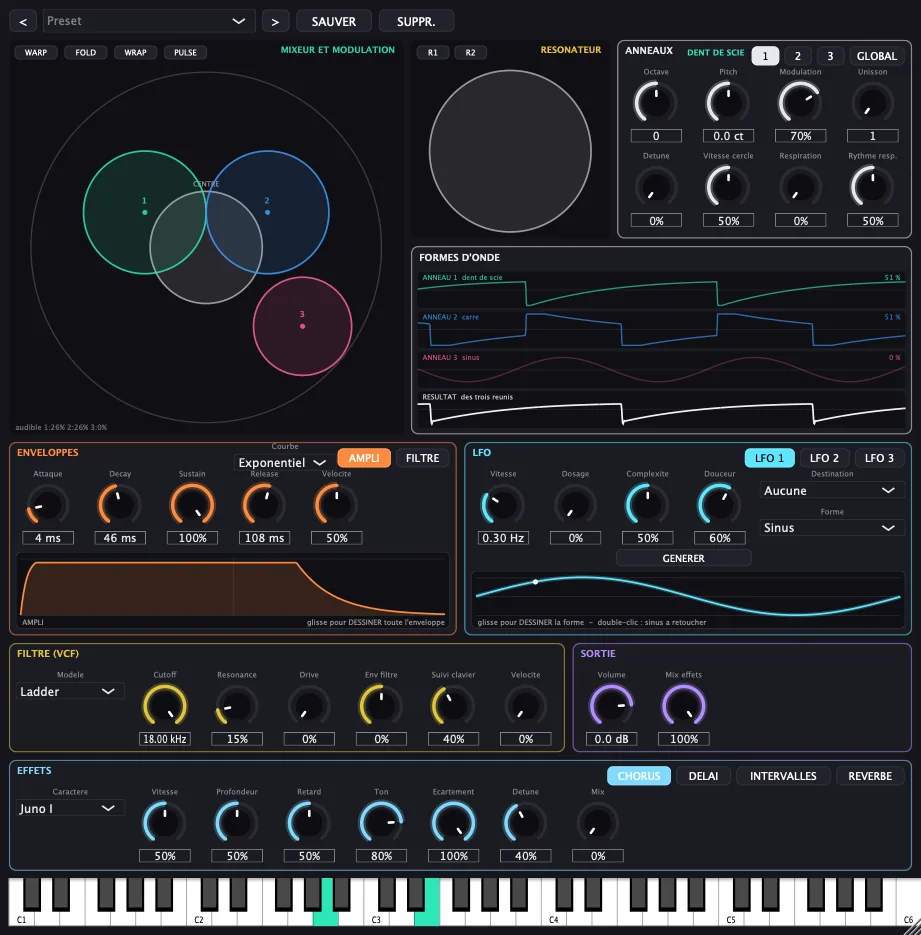 < Preset > SAUVER SUPPR.
WARP FOLD WRAP PULSE MIXEUR ET MODULATION
CENTRE
1
2
3
audible 1:26% 2:26% 3:0%
R1 R2 RESONATEUR
ANNEAUX DENT DE SCIE 1 2 3 GLOBAL
Octave Pitch Modulation Unisson
0 0.0 ct 70% 1
Detune Vitesse cercle Respiration Rythme resp.
0% 50% 0% 50%
FORMES D'ONDE
ANNEAU 1 dent de scie 51 %
ANNEAU 2 carre 51 %
ANNEAU 3 sinus 0 %
RESULTAT des trois reunis
ENVELOPPES
Courbe
Exponentiel AMPLI FILTRE
Attaque Decay Sustain Release Velocite
4 ms 46 ms 100% 108 ms 50%
AMPLI glisse pour DESSINER toute l'enveloppe
LFO LFO 1 LFO 2 LFO 3
Vitesse Dosage Complexite Douceur Destination
Aucune
Forme
Sinus
0.30 Hz 0% 50% 60%
GENERER
glisse pour DESSINER la forme - double-clic : sinus a retoucher
FILTRE (VCF)
Modele Cutoff Resonance Drive Env filtre Suivi clavier Velocite
Ladder
18.00 kHz 15% 0% 0% 40% 0%
SORTIE
Volume Mix effets
0.0 dB 100%
EFFETS CHORUS DELAI INTERVALLES REVERBE
Caractere Vitesse Profondeur Retard Ton Ecartement Detune Mix
Juno I
50% 50% 50% 80% 100% 40% 0%
C1 C2 C3 C4 C5 C6